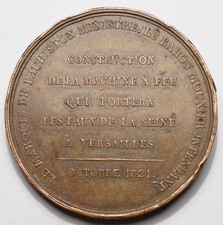 LE MARQUIS DE LAURISTON MINISTRE, LE BARON MOUNIER INTENDANT
CONSTRUCTION
DE LA MACHINE À FEU
QUI PORTERA
LES EAUX DE LA SEINE
A VERSAILLES.
OCTOBRE 1821.